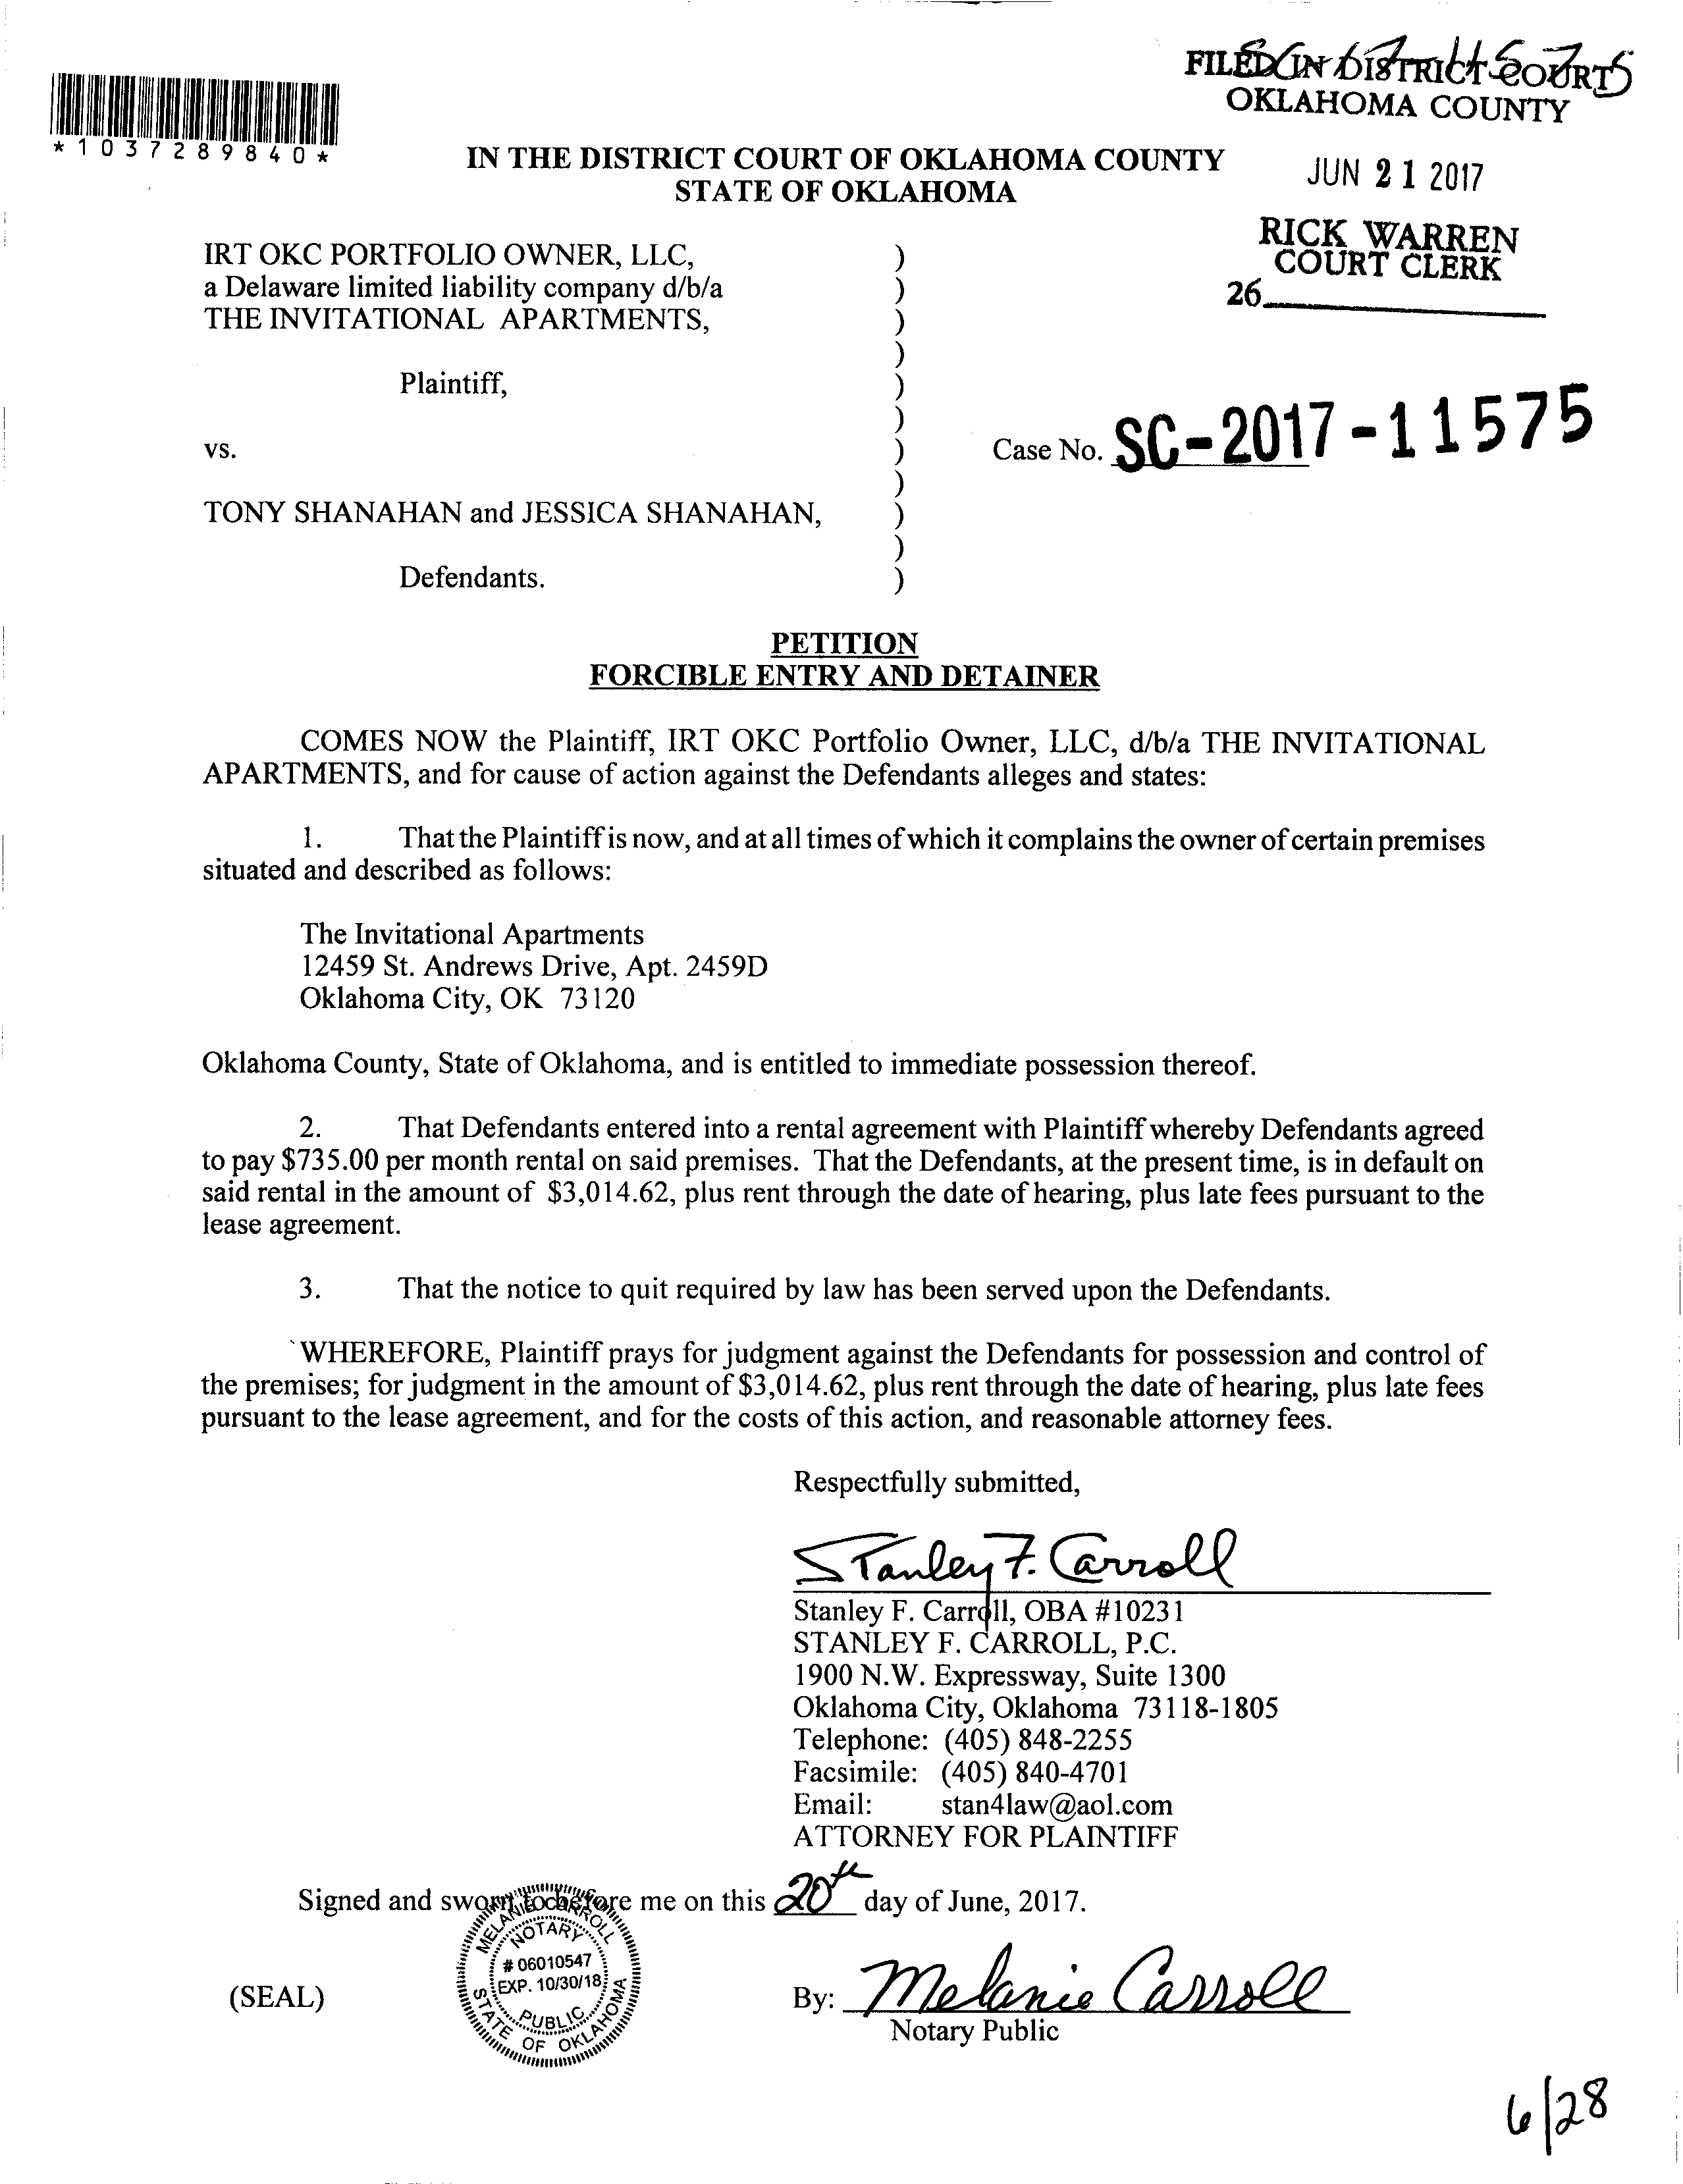 SC 17-11575
FILED IN DISTRICT COURT
OKLAHOMA COUNTY
*1037289840*
IN THE DISTRICT COURT OF OKLAHOMA COUNTY
STATE OF OKLAHOMA
JUN 21 2017
RICK WARREN
COURT CLERK
26
IRT OKC PORTFOLIO OWNER, LLC, )
a Delaware limited liability company d/b/a )
THE INVITATIONAL APARTMENTS, )
)
Plaintiff, )
)
vs. ) Case No. SC-2017-11575
)
TONY SHANAHAN and JESSICA SHANAHAN, )
)
Defendants. )
PETITION
FORCIBLE ENTRY AND DETAINER
COMES NOW the Plaintiff, IRT OKC Portfolio Owner, LLC, d/b/a THE INVITATIONAL
APARTMENTS, and for cause of action against the Defendants alleges and states:
1. That the Plaintiff is now, and at all times of which it complains the owner of certain premises
situated and described as follows:
The Invitational Apartments
12459 St. Andrews Drive, Apt. 2459D
Oklahoma City, OK 73120
Oklahoma County, State of Oklahoma, and is entitled to immediate possession thereof.
2. That Defendants entered into a rental agreement with Plaintiff whereby Defendants agreed
to pay $735.00 per month rental on said premises. That the Defendants, at the present time, is in default on
said rental in the amount of $3,014.62, plus rent through the date of hearing, plus late fees pursuant to the
lease agreement.
3. That the notice to quit required by law has been served upon the Defendants.
`WHEREFORE, Plaintiff prays for judgment against the Defendants for possession and control of
the premises; for judgment in the amount of $3,014.62, plus rent through the date of hearing, plus late fees
pursuant to the lease agreement, and for the costs of this action, and reasonable attorney fees.
Respectfully submitted,
Stanley F. Carroll
Stanley F. Carroll, OBA #10231
STANLEY F. CARROLL, P.C.
1900 N.W. Expressway, Suite 1300
Oklahoma City, Oklahoma 73118-1805
Telephone: (405) 848-2255
Facsimile: (405) 840-4701
Email: stan4law@aol.com
ATTORNEY FOR PLAINTIFF
Signed and sworn to before me on this 20th day of June, 2017.
MELANIE CARROLL
NOTARY
# 06010547
EXP. 10/30/18
PUBLIC
STATE OF OKLAHOMA
(SEAL)
By: Melanie Carroll
Notary Public
6/28